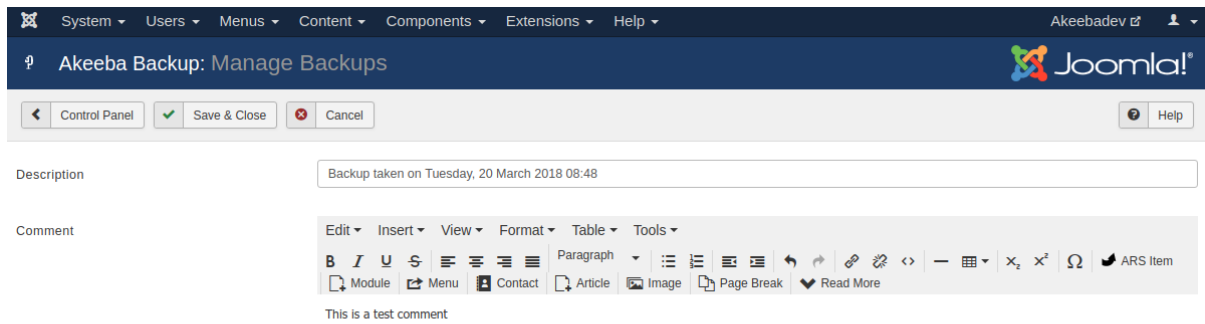 System Users Menus Content Components Extensions Help Akeebadev
Akeeba Backup: Manage Backups Joomla!®
Control Panel Save & Close Cancel Help
Description Backup taken on Tuesday, 20 March 2018 08:48
Comment Edit Insert View Format Table Tools
B I U S Paragraph X₂ X² Ω ARS Item
Module Menu Contact Article Image Page Break Read More
This is a test comment